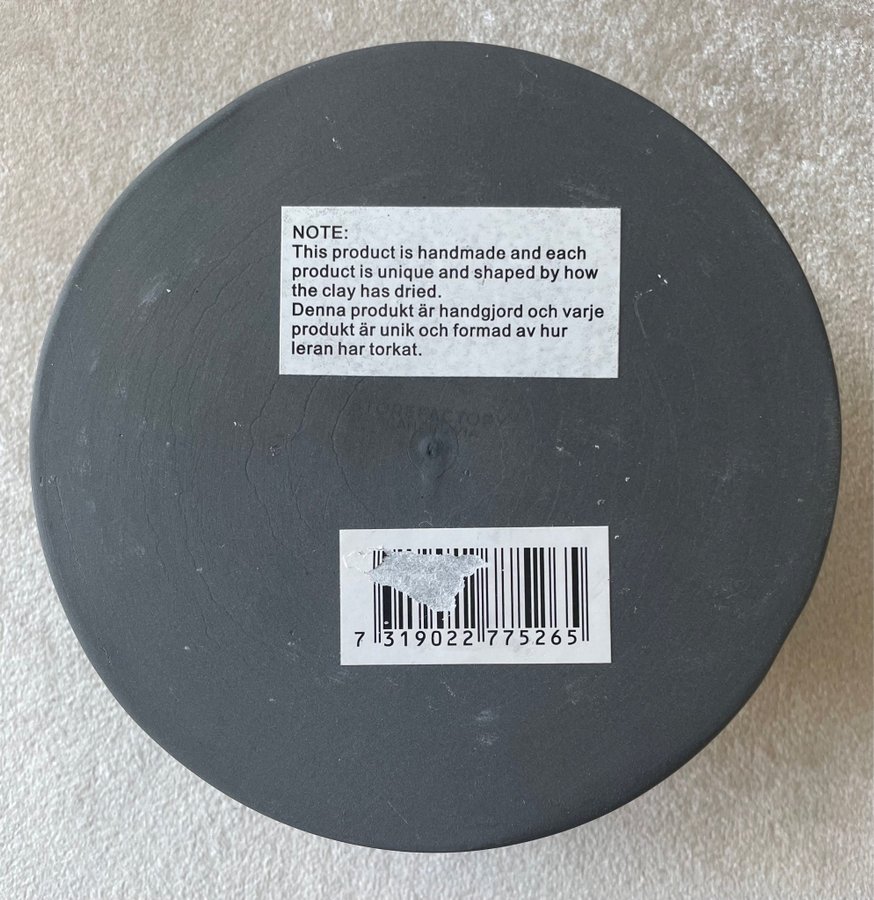 NOTE:
This product is handmade and each
product is unique and shaped by how
the clay has dried.
Denna produkt är handgjord och varje
produkt är unik och formad av hur
leran har torkat.
STOREFACTORY
7 319022 775265